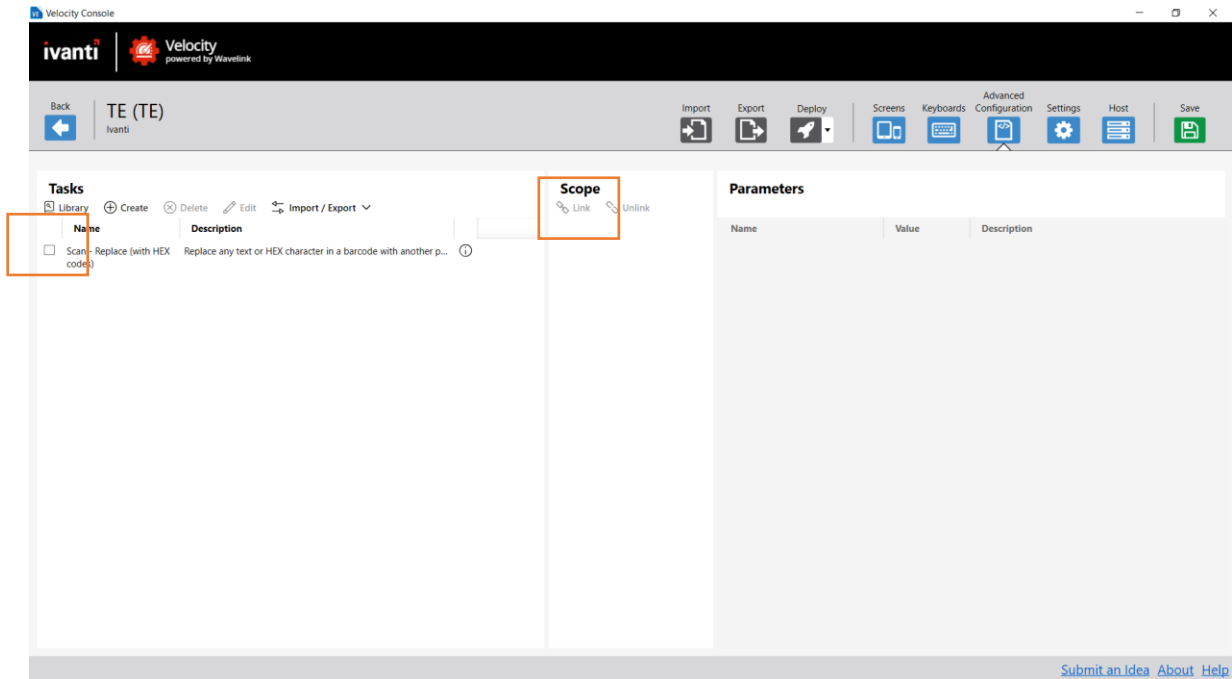 Velocity Console
ivanti
Velocity
powered by Wavelink
Back
TE (TE)
Ivanti
Import
Export
Deploy
Screens
Keyboards
Advanced
Configuration
Settings
Host
Save
Tasks
Library Create Delete Edit Import / Export
Name Description
Scan - Replace (with HEX Replace any text or HEX character in a barcode with another p...
codes)
Scope
Link Unlink
Parameters
Name Value Description
Submit an Idea About Help